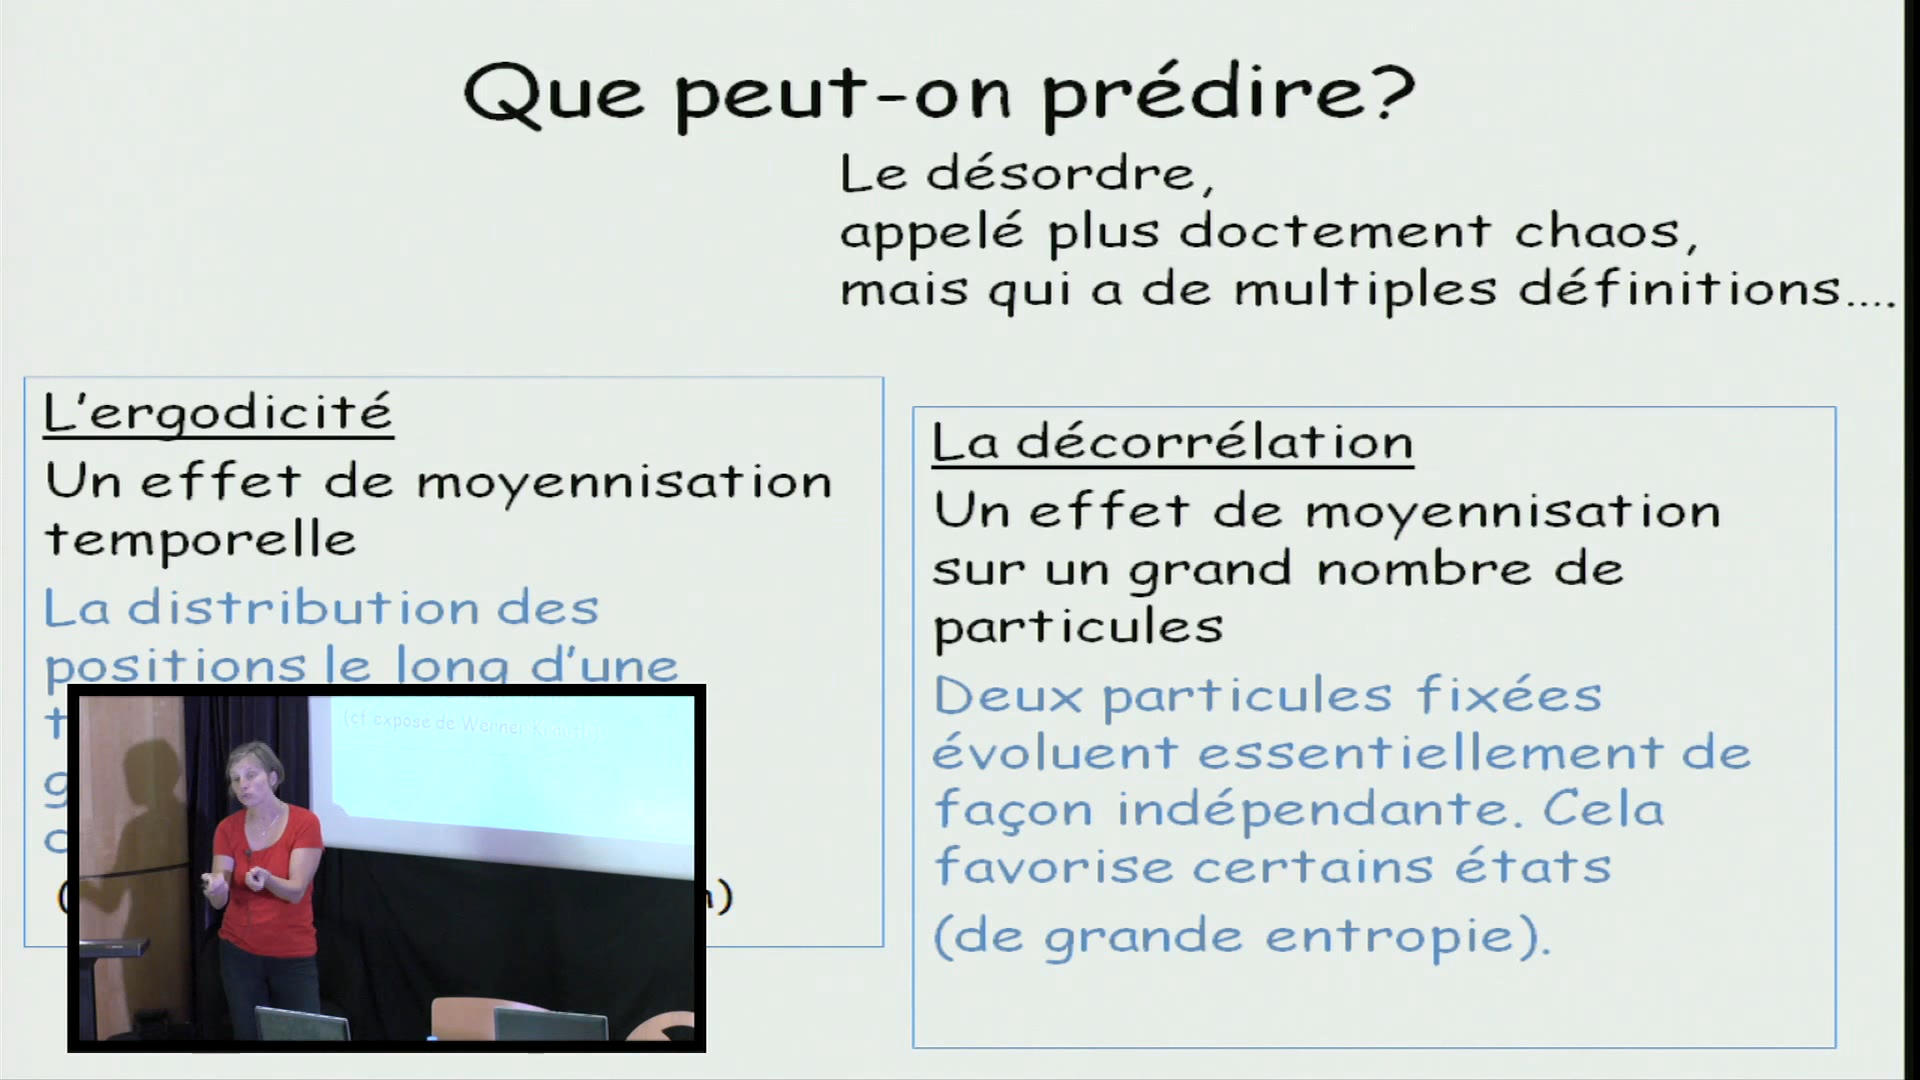 Que peut-on prédire?
Le désordre,
appelé plus doctement chaos,
mais qui a de multiples définitions....
L'ergodicité
Un effet de moyennisation
temporelle
La distribution des
positions le long d'une
(cf exposé de Werner
La décorrélation
Un effet de moyennisation
sur un grand nombre de
particules
Deux particules fixées
évoluent essentiellement de
façon indépendante. Cela
favorise certains états
(de grande entropie).